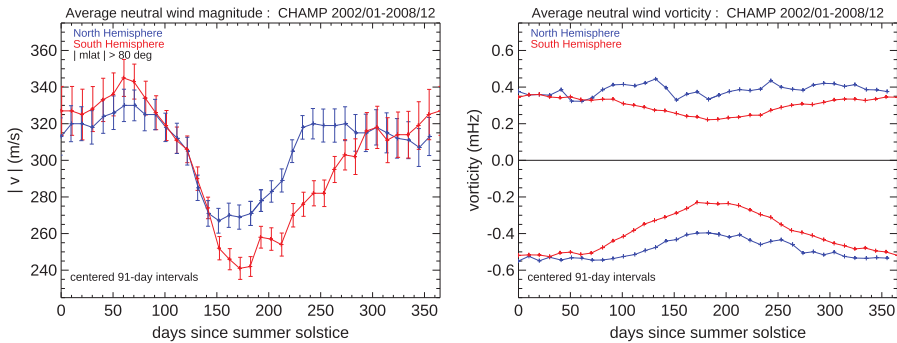 Average neutral wind magnitude : CHAMP 2002/01-2008/12
North Hemisphere
South Hemisphere
| mlat | > 80 deg
| v | (m/s)
360
340
320
300
280
260
240
centered 91-day intervals
0 50 100 150 200 250 300 350
days since summer solstice
Average neutral wind vorticity : CHAMP 2002/01-2008/12
North Hemisphere
South Hemisphere
vorticity (mHz)
0.6
0.4
0.2
0.0
-0.2
-0.4
-0.6
centered 91-day intervals
0 50 100 150 200 250 300 350
days since summer solstice